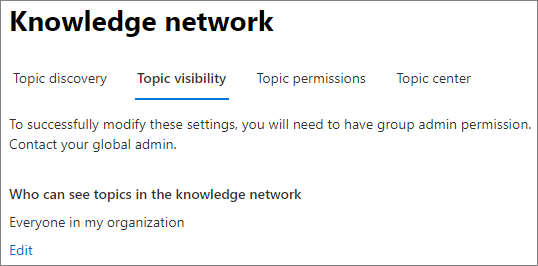 Knowledge network
Topic discovery Topic visibility Topic permissions Topic center
To successfully modify these settings, you will need to have group admin permission.
Contact your global admin.
Who can see topics in the knowledge network
Everyone in my organization
Edit